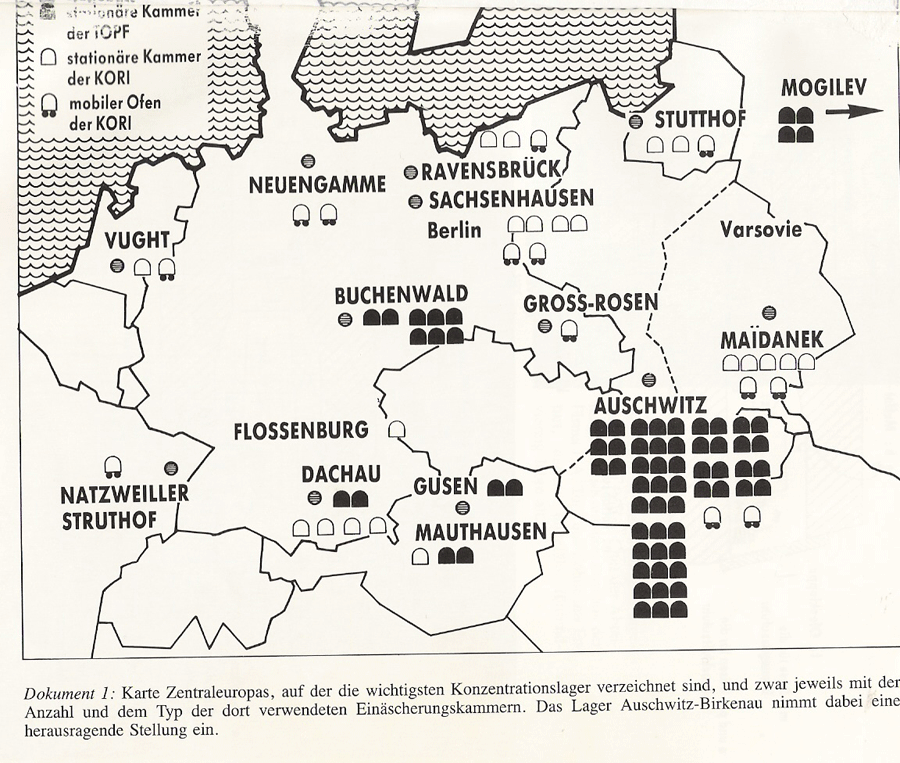 stationäre Kammer
der TOPF
stationäre Kammer
der KORI
mobiler Ofen
der KORI
MOGILEV
STUTTHOF
RAVENSBRÜCK
NEUENGAMME
SACHSENHAUSEN
Berlin
Varsovie
VUGHT
BUCHENWALD
GROSS-ROSEN
MAÏDANEK
AUSCHWITZ
FLOSSENBURG
DACHAU
GUSEN
NATZWEILLER
STRUTHOF
MAUTHAUSEN
Dokument 1: Karte Zentraleuropas, auf der die wichtigsten Konzentrationslager verzeichnet sind, und zwar jeweils mit der
Anzahl und dem Typ der dort verwendeten Einäscherungskammern. Das Lager Auschwitz-Birkenau nimmt dabei eine
herausragende Stellung ein.